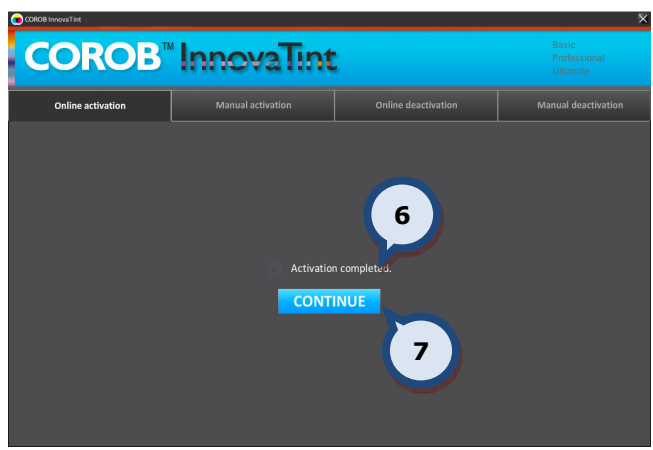 COROB InnovaTint
COROB™ InnovaTint
Basic
Professional
Ultimate
Online activation
Manual activation
Online deactivation
Manual deactivation
6
Activation completed.
CONTINUE
7